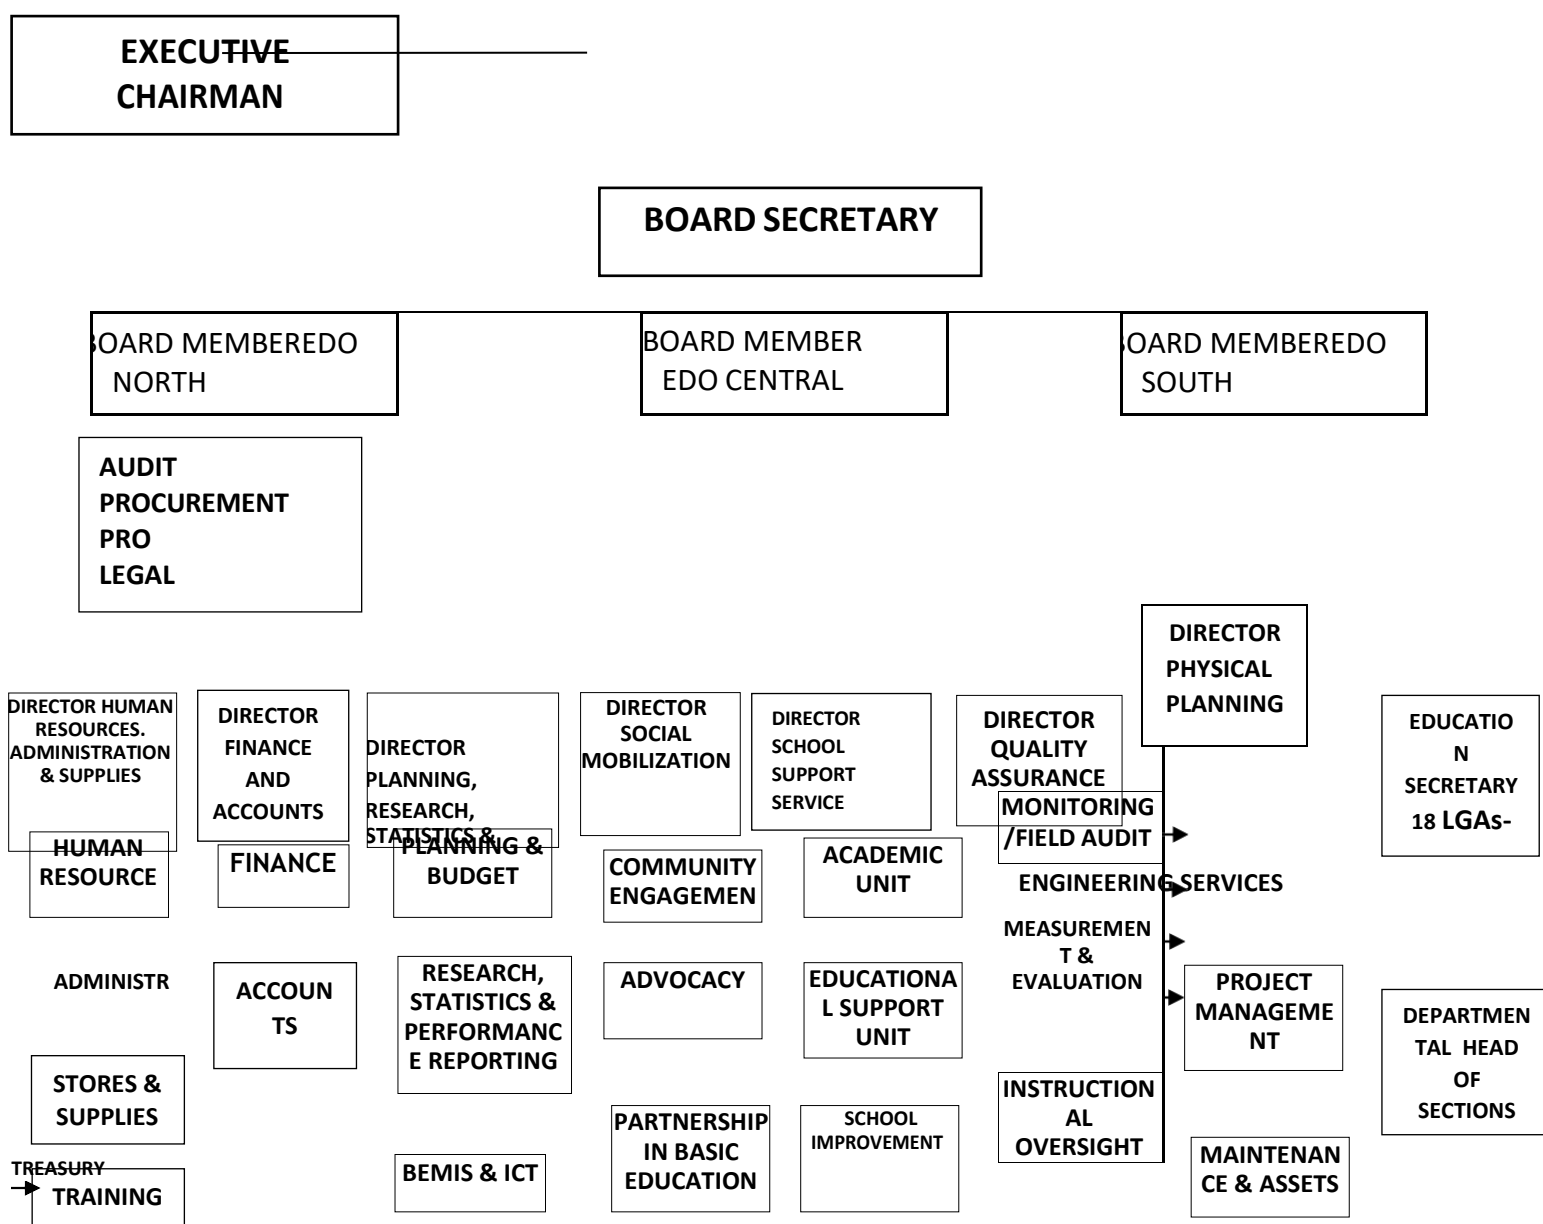 EXECUTIVE
CHAIRMAN
BOARD SECRETARY
BOARD MEMBEREDO
NORTH
BOARD MEMBER
EDO CENTRAL
BOARD MEMBEREDO
SOUTH
AUDIT
PROCUREMENT
PRO
LEGAL
DIRECTOR HUMAN
RESOURCES.
ADMINISTRATION
& SUPPLIES
HUMAN
RESOURCE
ADMINISTR
STORES &
SUPPLIES
TREASURY
TRAINING
DIRECTOR
FINANCE
AND
ACCOUNTS
FINANCE
ACCOUN
TS
DIRECTOR
PLANNING,
RESEARCH,
STATISTICS &
PLANNING &
BUDGET
RESEARCH,
STATISTICS &
PERFORMANC
E REPORTING
BEMIS & ICT
DIRECTOR
SOCIAL
MOBILIZATION
COMMUNITY
ENGAGEMEN
ADVOCACY
PARTNERSHIP
IN BASIC
EDUCATION
DIRECTOR
SCHOOL
SUPPORT
SERVICE
ACADEMIC
UNIT
EDUCATIONA
L SUPPORT
UNIT
SCHOOL
IMPROVEMENT
DIRECTOR
QUALITY
ASSURANCE
MONITORING
/FIELD AUDIT
ENGINEERING SERVICES
MEASUREMEN
T &
EVALUATION
INSTRUCTION
AL
OVERSIGHT
DIRECTOR
PHYSICAL
PLANNING
PROJECT
MANAGEME
NT
MAINTENAN
CE & ASSETS
EDUCATIO
N
SECRETARY
18 LGAs-
DEPARTMEN
TAL HEAD
OF
SECTIONS